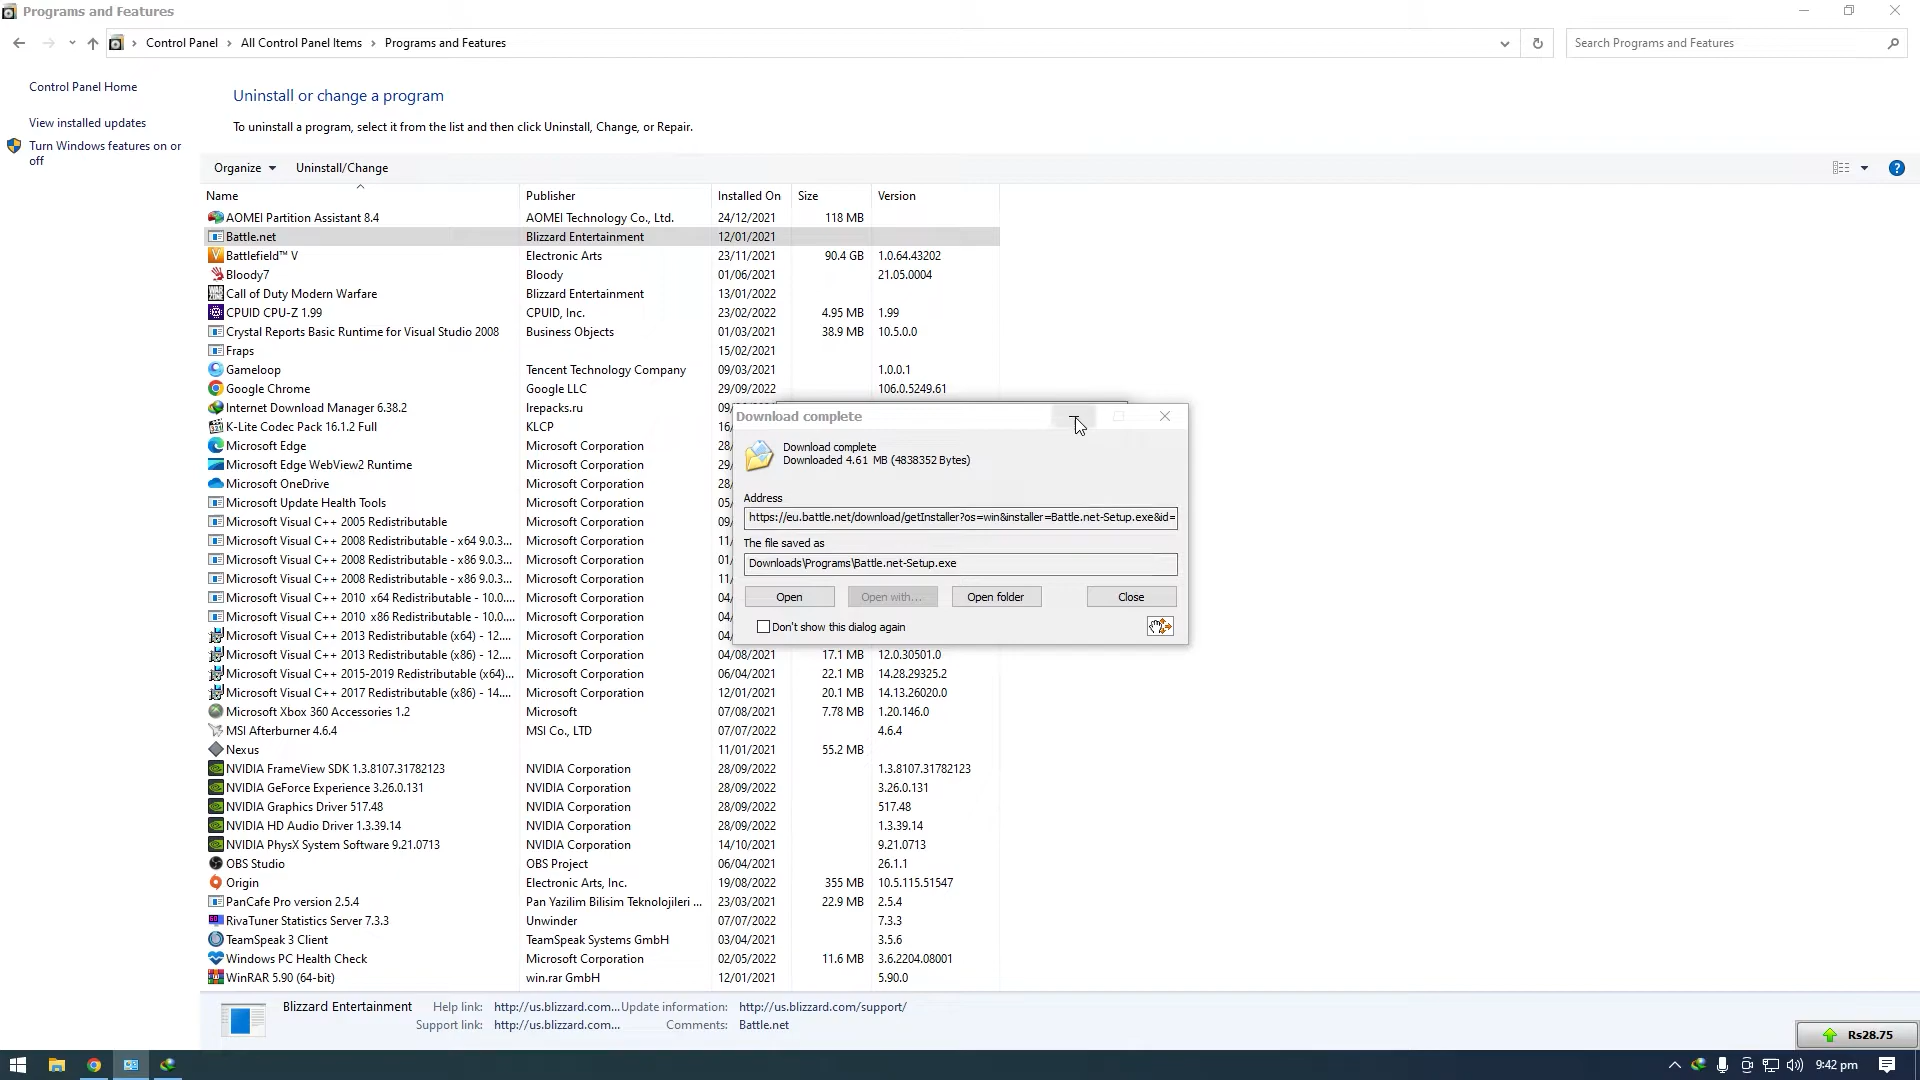 Programs and Features
Control Panel › All Control Panel Items › Programs and Features
Search Programs and Features
Control Panel Home
View installed updates
Turn Windows features on or
off
Uninstall or change a program
To uninstall a program, select it from the list and then click Uninstall, Change, or Repair.
Organize Uninstall/Change
Name Publisher Installed On Size Version
AOMEI Partition Assistant 8.4 AOMEI Technology Co., Ltd. 24/12/2021 118 MB
Battle.net Blizzard Entertainment 12/01/2021
Battlefield™ V Electronic Arts 23/11/2021 90.4 GB 1.0.64.43202
Bloody7 Bloody 01/06/2021 21.05.0004
Call of Duty Modern Warfare Blizzard Entertainment 13/01/2022
CPUID CPU-Z 1.99 CPUID, Inc. 23/02/2022 4.95 MB 1.99
Crystal Reports Basic Runtime for Visual Studio 2008 Business Objects 01/03/2021 38.9 MB 10.5.0.0
Fraps 15/02/2021
Gameloop Tencent Technology Company 09/03/2021 1.0.0.1
Google Chrome Google LLC 29/09/2022 106.0.5249.61
Internet Download Manager 6.38.2 lrepacks.ru 09/
K-Lite Codec Pack 16.1.2 Full KLCP 16/
Microsoft Edge Microsoft Corporation 28/
Microsoft Edge WebView2 Runtime Microsoft Corporation 29/
Microsoft OneDrive Microsoft Corporation 28/
Microsoft Update Health Tools Microsoft Corporation 05/
Microsoft Visual C++ 2005 Redistributable Microsoft Corporation 01/
Microsoft Visual C++ 2008 Redistributable - x64 9.0.3... Microsoft Corporation 11/
Microsoft Visual C++ 2008 Redistributable - x86 9.0.3... Microsoft Corporation 01/
Microsoft Visual C++ 2008 Redistributable - x86 9.0.3... Microsoft Corporation 11/
Microsoft Visual C++ 2010 x64 Redistributable - 10.0.... Microsoft Corporation 04/
Microsoft Visual C++ 2010 x86 Redistributable - 10.0.... Microsoft Corporation 04/
Microsoft Visual C++ 2013 Redistributable (x64) - 12.... Microsoft Corporation 04/
Microsoft Visual C++ 2013 Redistributable (x86) - 12.... Microsoft Corporation 04/08/2021 17.1 MB 12.0.30501.0
Microsoft Visual C++ 2015-2019 Redistributable (x64)... Microsoft Corporation 06/04/2021 22.1 MB 14.28.29325.2
Microsoft Visual C++ 2017 Redistributable (x86) - 14.... Microsoft Corporation 12/01/2021 20.1 MB 14.13.26020.0
Microsoft Xbox 360 Accessories 1.2 Microsoft 07/08/2021 7.78 MB 1.20.146.0
MSI Afterburner 4.6.4 MSI Co., LTD 07/07/2022 4.6.4
Nexus 11/01/2021 55.2 MB
NVIDIA FrameView SDK 1.3.8107.31782123 NVIDIA Corporation 28/09/2022 1.3.8107.31782123
NVIDIA GeForce Experience 3.26.0.131 NVIDIA Corporation 28/09/2022 3.26.0.131
NVIDIA Graphics Driver 517.48 NVIDIA Corporation 28/09/2022 517.48
NVIDIA HD Audio Driver 1.3.39.14 NVIDIA Corporation 28/09/2022 1.3.39.14
NVIDIA PhysX System Software 9.21.0713 NVIDIA Corporation 14/10/2021 9.21.0713
OBS Studio OBS Project 06/04/2021 26.1.1
Origin Electronic Arts, Inc. 19/08/2022 355 MB 10.5.115.51547
PanCafe Pro version 2.5.4 Pan Yazilim Bilisim Teknolojileri ... 23/03/2021 22.9 MB 2.5.4
RivaTuner Statistics Server 7.3.3 Unwinder 07/07/2022 7.3.3
TeamSpeak 3 Client TeamSpeak Systems GmbH 03/04/2021 3.5.6
Windows PC Health Check Microsoft Corporation 02/05/2022 11.6 MB 3.6.2204.08001
WinRAR 5.90 (64-bit) win.rar GmbH 12/01/2021 5.90.0
Download complete
Download complete
Downloaded 4.61 MB (4838352 Bytes)
Address
https://eu.battle.net/download/getInstaller?os=win&installer=Battle.net-Setup.exe&id=
The file saved as
Downloads\Programs\Battle.net-Setup.exe
Open Open with... Open folder Close
Don't show this dialog again
Blizzard Entertainment Help link: http://us.blizzard.com... Update information: http://us.blizzard.com/support/
Support link: http://us.blizzard.com... Comments: Battle.net
Rs28.75
9:42 pm